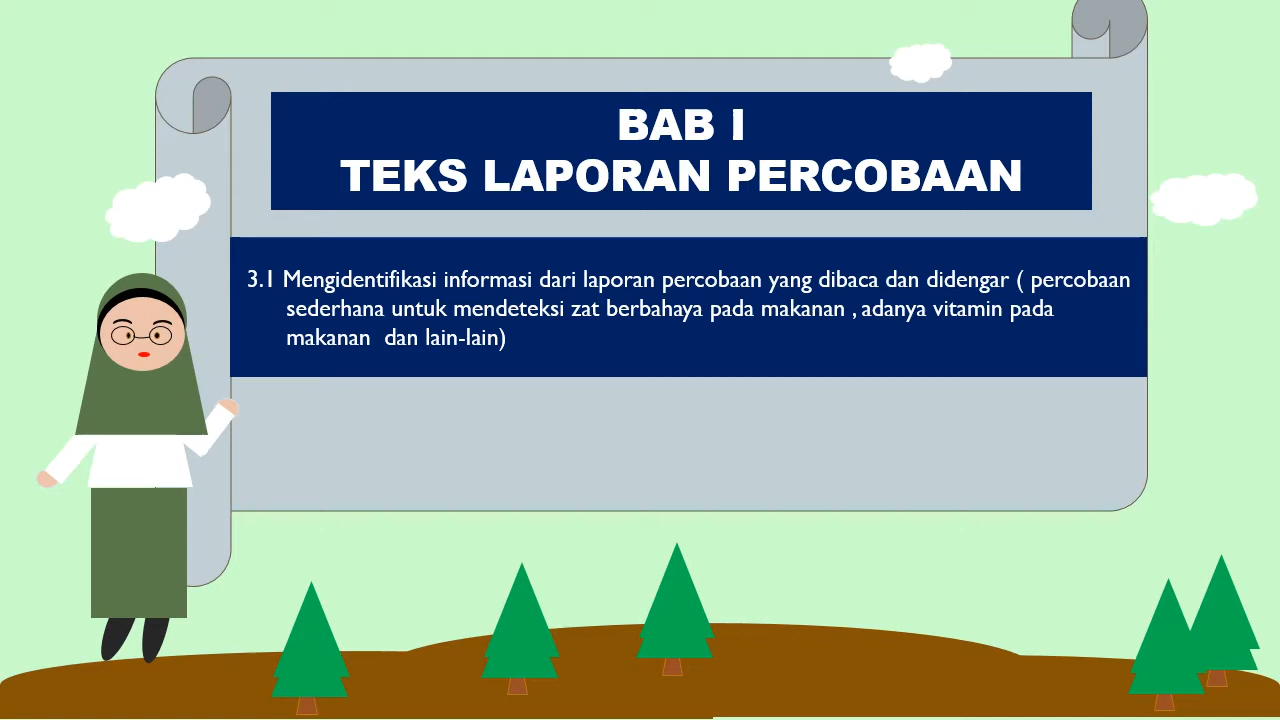 BAB I
TEKS LAPORAN PERCOBAAN
3.1 Mengidentifikasi informasi dari laporan percobaan yang dibaca dan didengar ( percobaan
sederhana untuk mendeteksi zat berbahaya pada makanan , adanya vitamin pada
makanan  dan lain-lain)